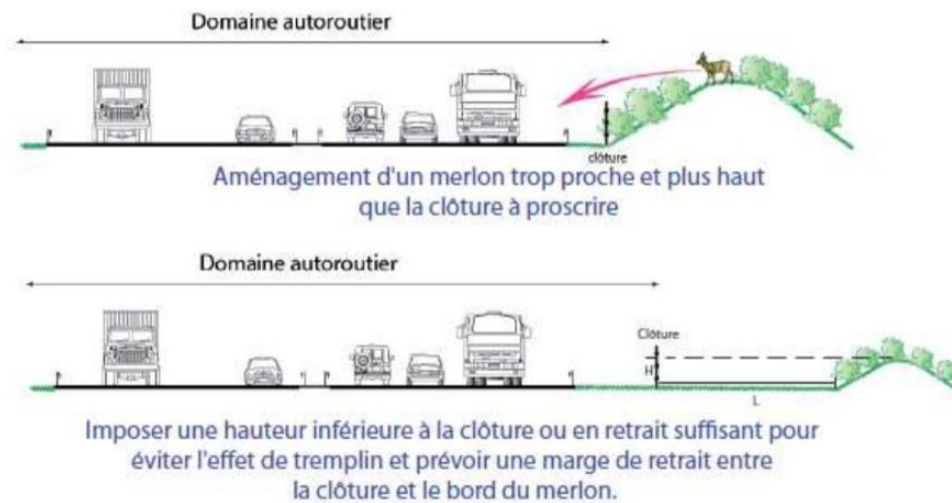 Domaine autoroutier
clôture
Aménagement d'un merlon trop proche et plus haut
que la clôture à proscrire
Domaine autoroutier
Clôture
H
L
Imposer une hauteur inférieure à la clôture ou en retrait suffisant pour
éviter l'effet de tremplin et prévoir une marge de retrait entre
la clôture et le bord du merlon.